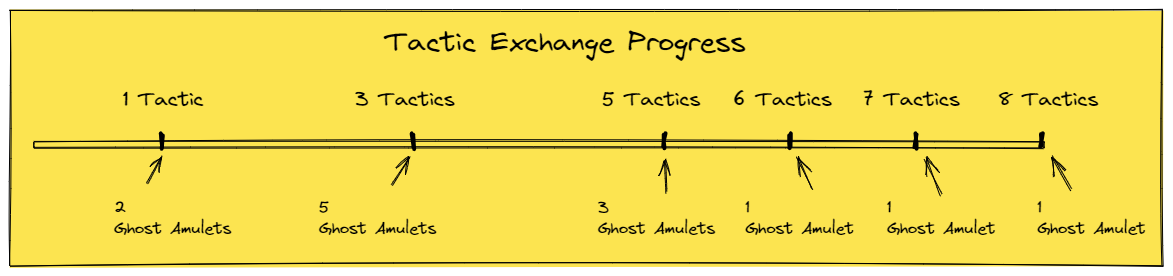 Tactic Exchange Progress
1 Tactic 3 Tactics 5 Tactics 6 Tactics 7 Tactics 8 Tactics
2 5 3 1 1 1
Ghost Amulets Ghost Amulets Ghost Amulets Ghost Amulet Ghost Amulet Ghost Amulet